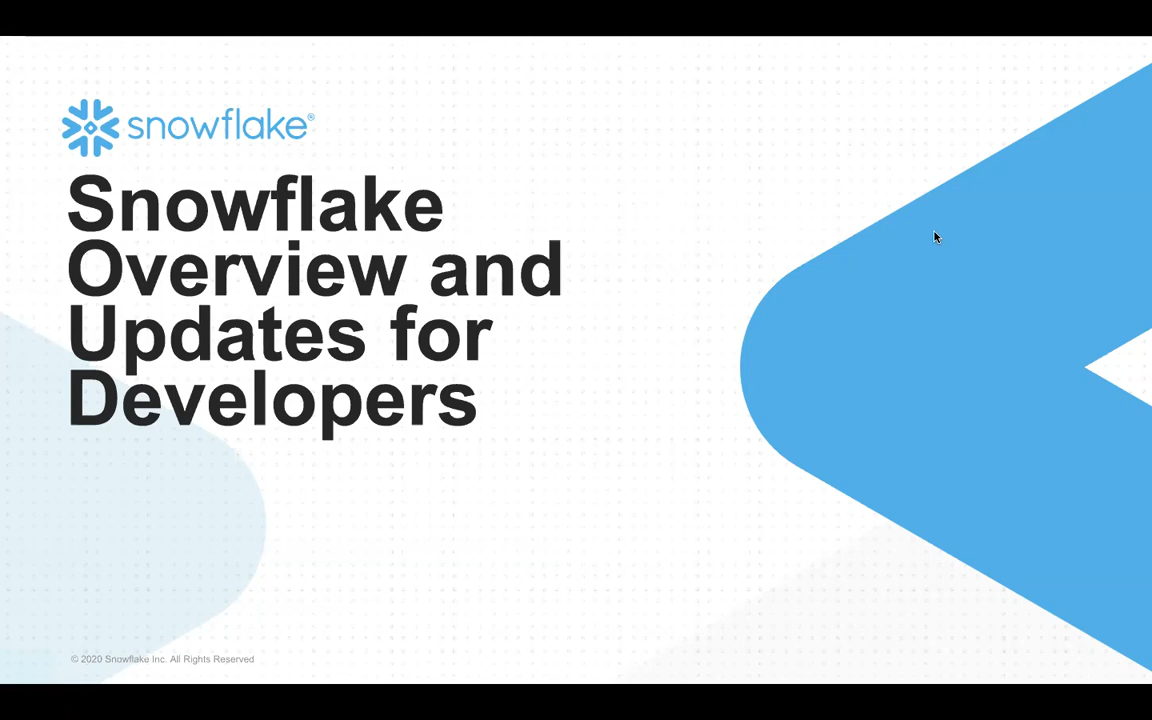 snowflake®
Snowflake
Overview and
Updates for
Developers
© 2020 Snowflake Inc. All Rights Reserved